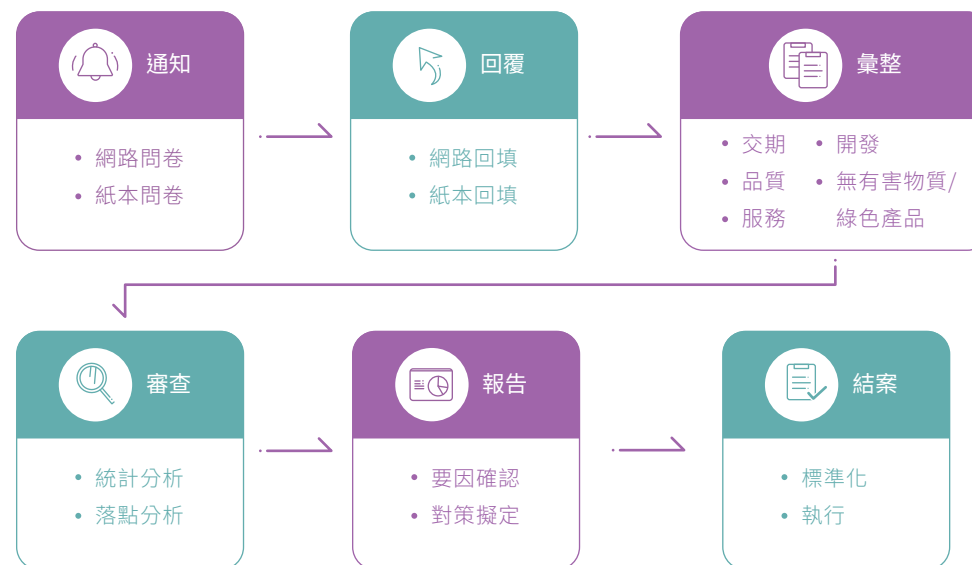 通知
• 網路問卷
• 紙本問卷
回覆
• 網路回填
• 紙本回填
彙整
• 交期
• 品質
• 服務
• 開發
• 無有害物質/
綠色產品
審查
• 統計分析
• 落點分析
報告
• 要因確認
• 對策擬定
結案
• 標準化
• 執行